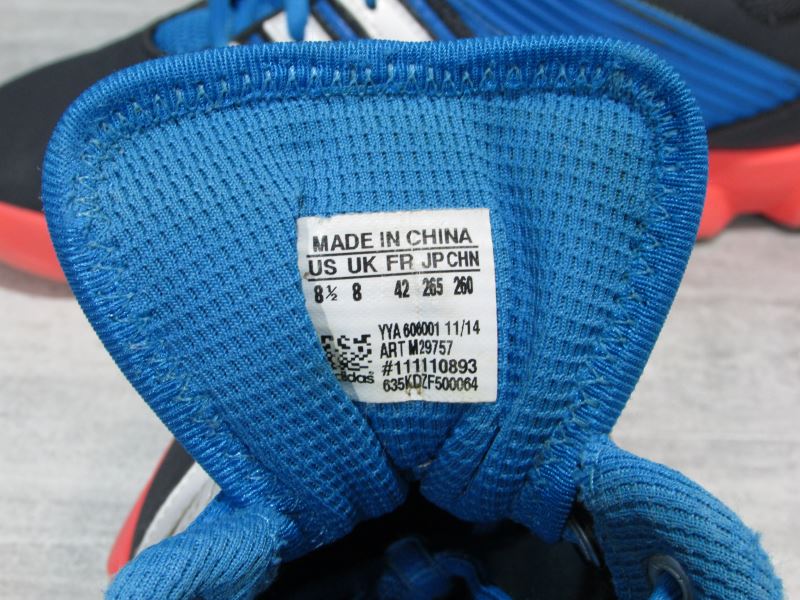 MADE IN CHINA
US UK FR JP CHN
8½ 8 42 265 260
YYA 606001 11/14
ART M29757
#111110893
adidas® 635KDZF500064